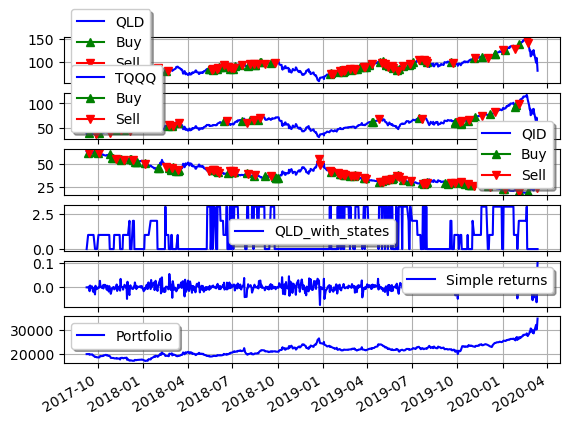 QLD
Buy
Sell
150
100
TQQQ
Buy
Sell
100
50
QID
Buy
Sell
50
25
QLD_with_states
2.5
0.0
Simple returns
0.1
0.0
Portfolio
30000
20000
2017-10 2018-01 2018-04 2018-07 2018-10 2019-01 2019-04 2019-07 2019-10 2020-01 2020-04